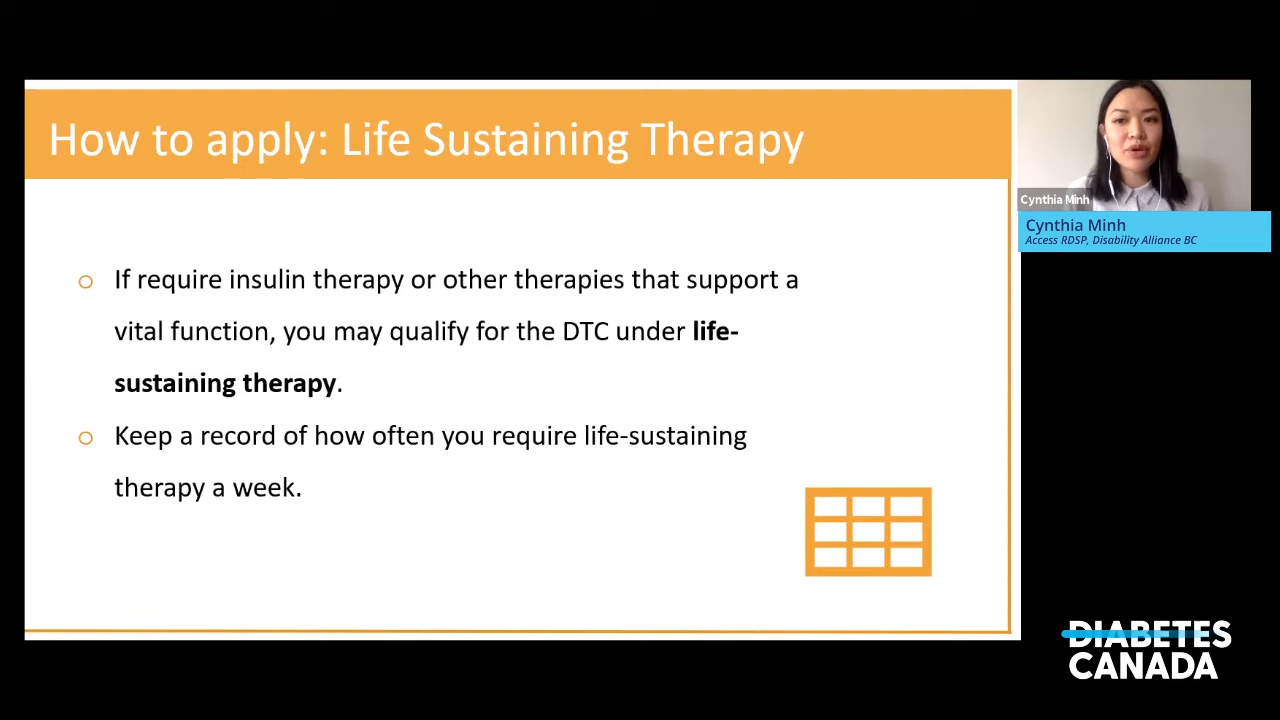 How to apply: Life Sustaining Therapy
If require insulin therapy or other therapies that support a
vital function, you may qualify for the DTC under life-
sustaining therapy.
Keep a record of how often you require life-sustaining
therapy a week.
Cynthia Minh
Cynthia Minh
Access RDSP, Disability Alliance BC
DIABETES
CANADA